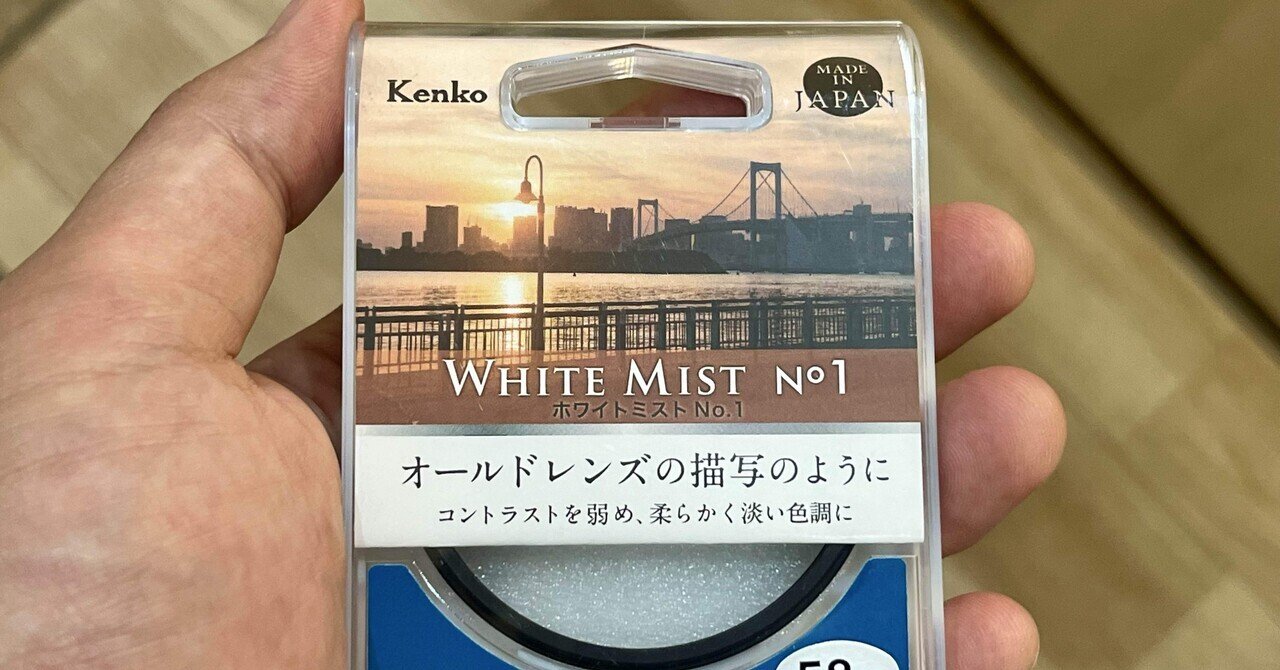 Kenko
MADE
IN
JAPAN
WHITE MIST No1
ホワイトミスト No.1
オールドレンズの描写のように
コントラストを弱め、柔らかく淡い色調に